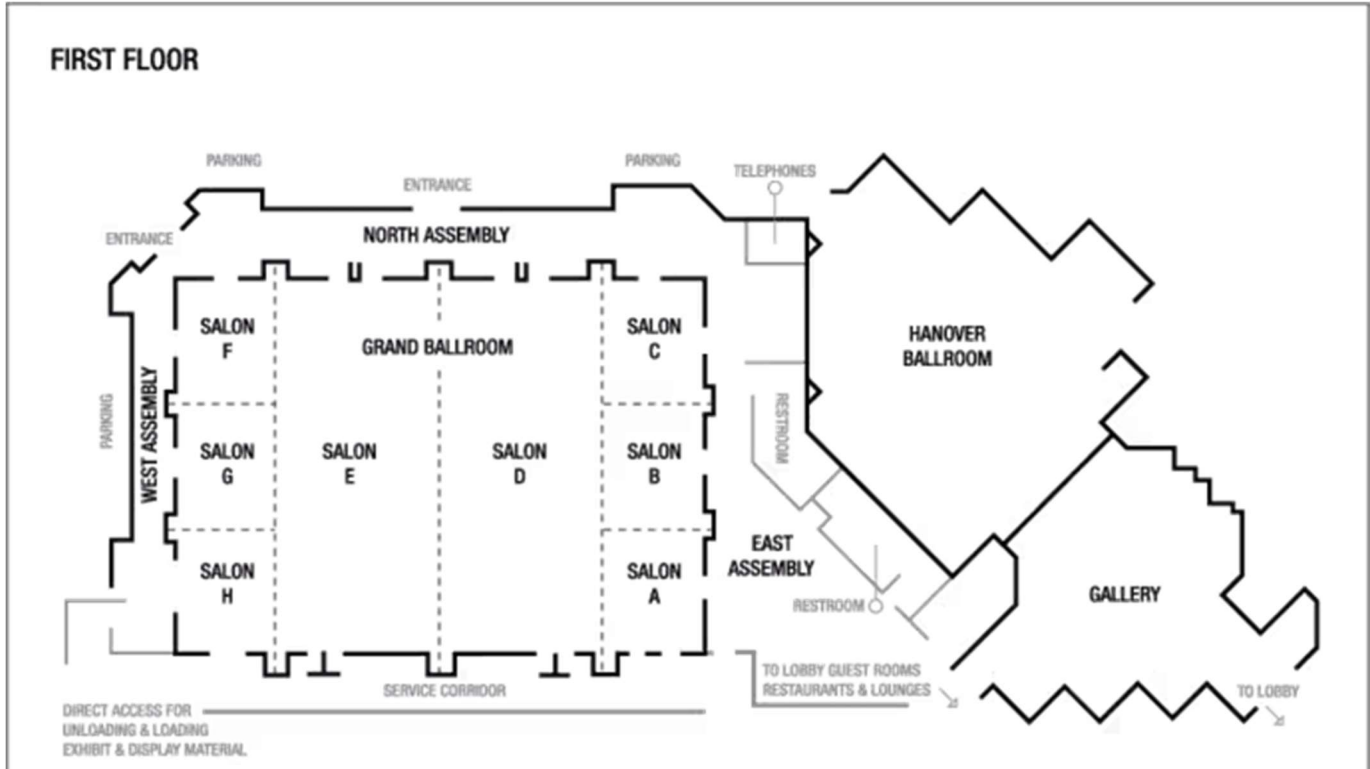 FIRST FLOOR
PARKING
PARKING
TELEPHONES
ENTRANCE
ENTRANCE
NORTH ASSEMBLY
SALON
F
GRAND BALLROOM
SALON
C
HANOVER
BALLROOM
PARKING
WEST ASSEMBLY
RESTROOM
SALON
G
SALON
E
SALON
D
SALON
B
SALON
H
SALON
A
EAST
ASSEMBLY
GALLERY
RESTROOM
SERVICE CORRIDOR
TO LOBBY GUEST ROOMS
RESTAURANTS & LOUNGES
TO LOBBY
DIRECT ACCESS FOR
UNLOADING & LOADING
EXHIBIT & DISPLAY MATERIAL